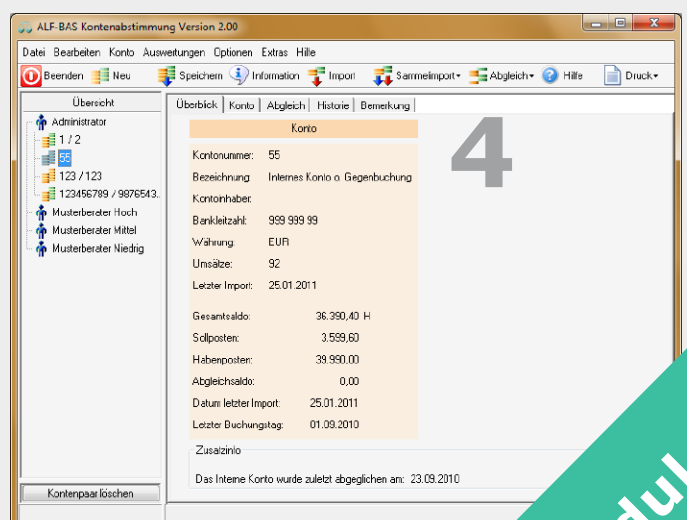 ALF-BAS Kontenabstimmung Version 2.00
Datei Bearbeiten Konto Auswertungen Optionen Extras Hilfe
Beenden Neu Speichern Information Import Sammelimport Abgleich Hilfe Druck
Übersicht
Administrator
1 / 2
55
123 / 123
123456789 / 9876543..
Musterberater Hoch
Musterberater Mittel
Musterberater Niedrig
Kontenpaar löschen
Überblick Konto Abgleich Historie Bemerkung
4
Konto
Kontonummer: 55
Bezeichnung: Internes Konto o. Gegenbuchung
Kontoinhaber:
Bankleitzahl: 999 999 99
Währung: EUR
Umsätze: 92
Letzter Import: 25.01.2011
Gesamtsaldo: 36.390,40 H
Sollposten: 3.599,60
Habenposten: 39.990,00
Abgleichsaldo: 0,00
Datum letzter Import: 25.01.2011
Letzter Buchungstag: 01.09.2010
Zusatzinfo
Das Interne Konto wurde zuletzt abgeglichen am: 23.09.2010